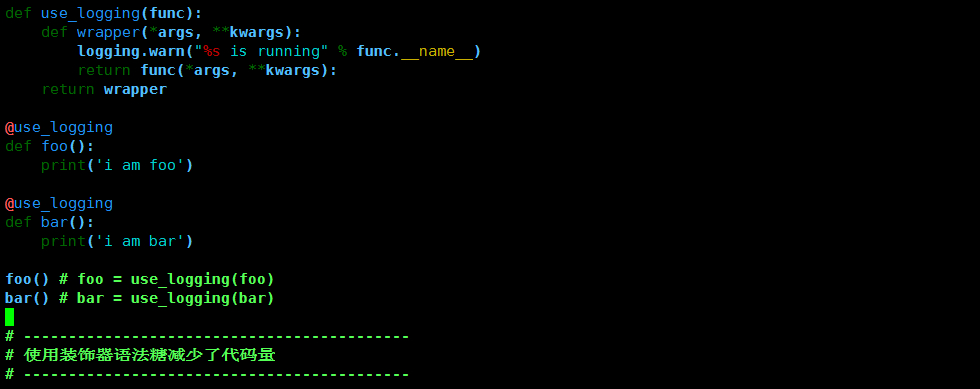 def use_logging(func):
    def wrapper(*args, **kwargs):
        logging.warn("%s is running" % func.__name__)
        return func(*args, **kwargs):
    return wrapper

@use_logging
def foo():
    print('i am foo')

@use_logging
def bar():
    print('i am bar')

foo() # foo = use_logging(foo)
bar() # bar = use_logging(bar)

# -------------------------------------------
# 使用装饰器语法糖减少了代码量
# -------------------------------------------